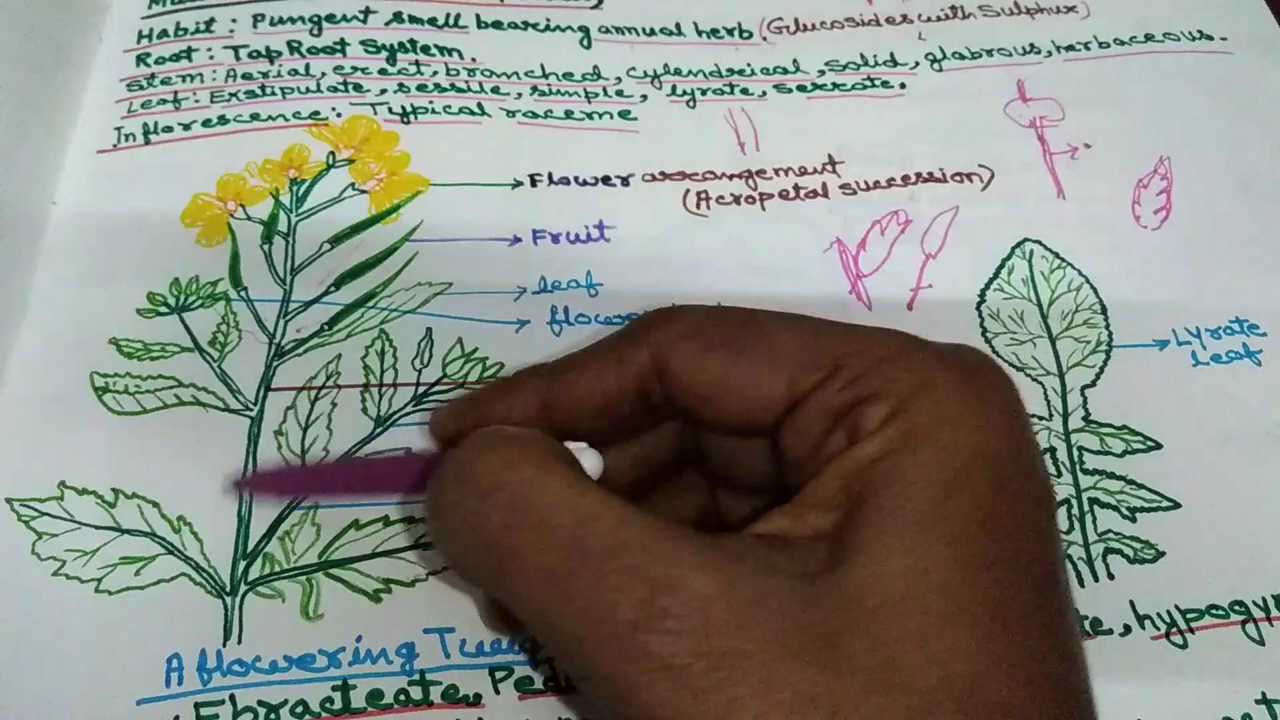 Habit: Pungent smell bearing annual herb (Glucosides with Sulphur)
Root: Tap Root System.
Stem: Aerial, erect, branched, cylendrical, solid, glabrous, herbaceous.
Leaf: Exstipulate, sessile, simple, lyrate, serrate.
Inflorescence: Typical raceme
Flower arrangement
(Acropetal succession)
Fruit
leaf
Lyrate
leaf
A flowering
hypogy
Ebracteate,